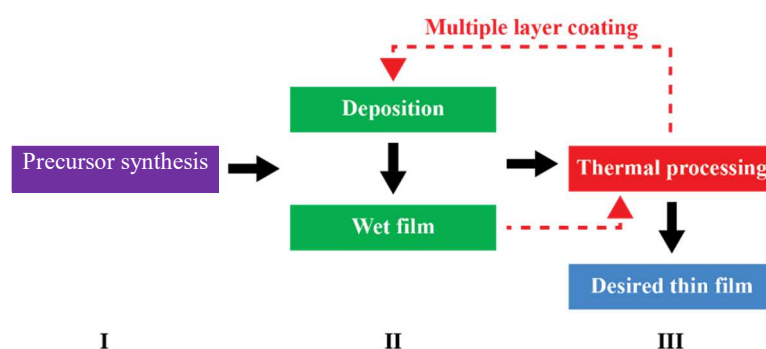 Multiple layer coating
Deposition
Precursor synthesis
Thermal processing
Wet film
Desired thin film
I
II
III